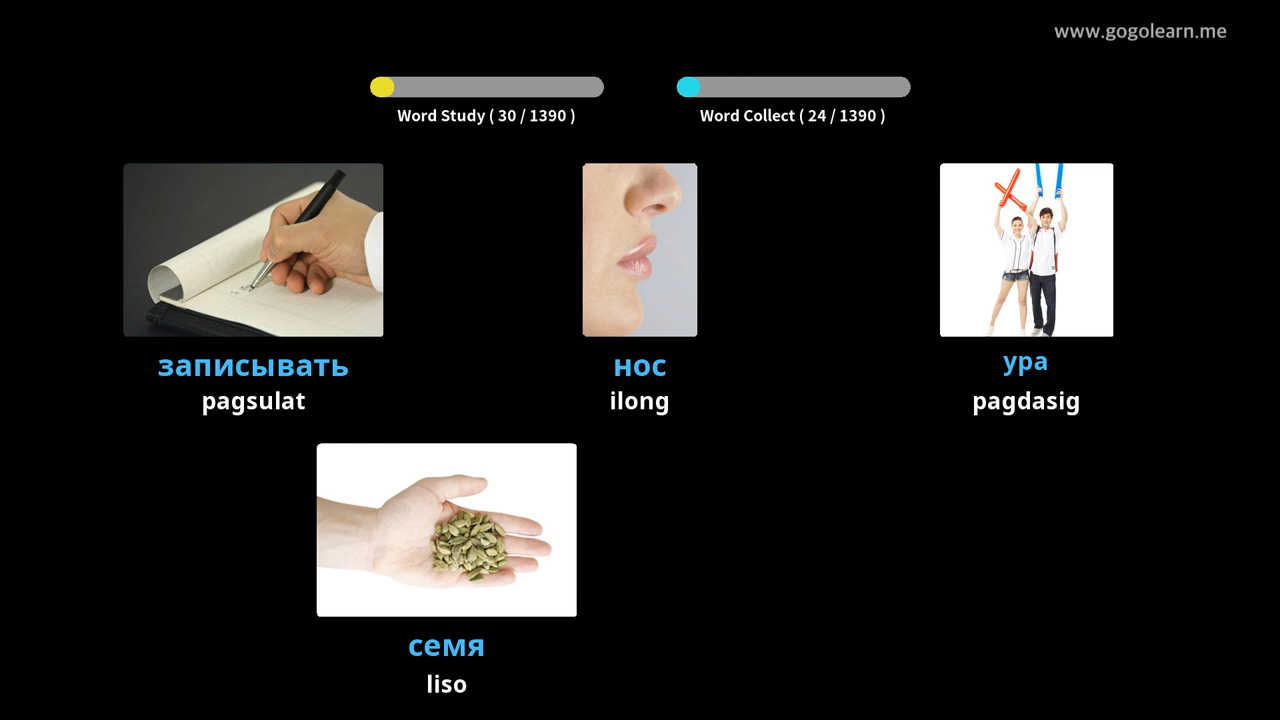 www.gogolearn.me
Word Study ( 30 / 1390 )
Word Collect ( 24 / 1390 )
записывать
pagsulat
нос
ilong
ура
pagdasig
семя
liso